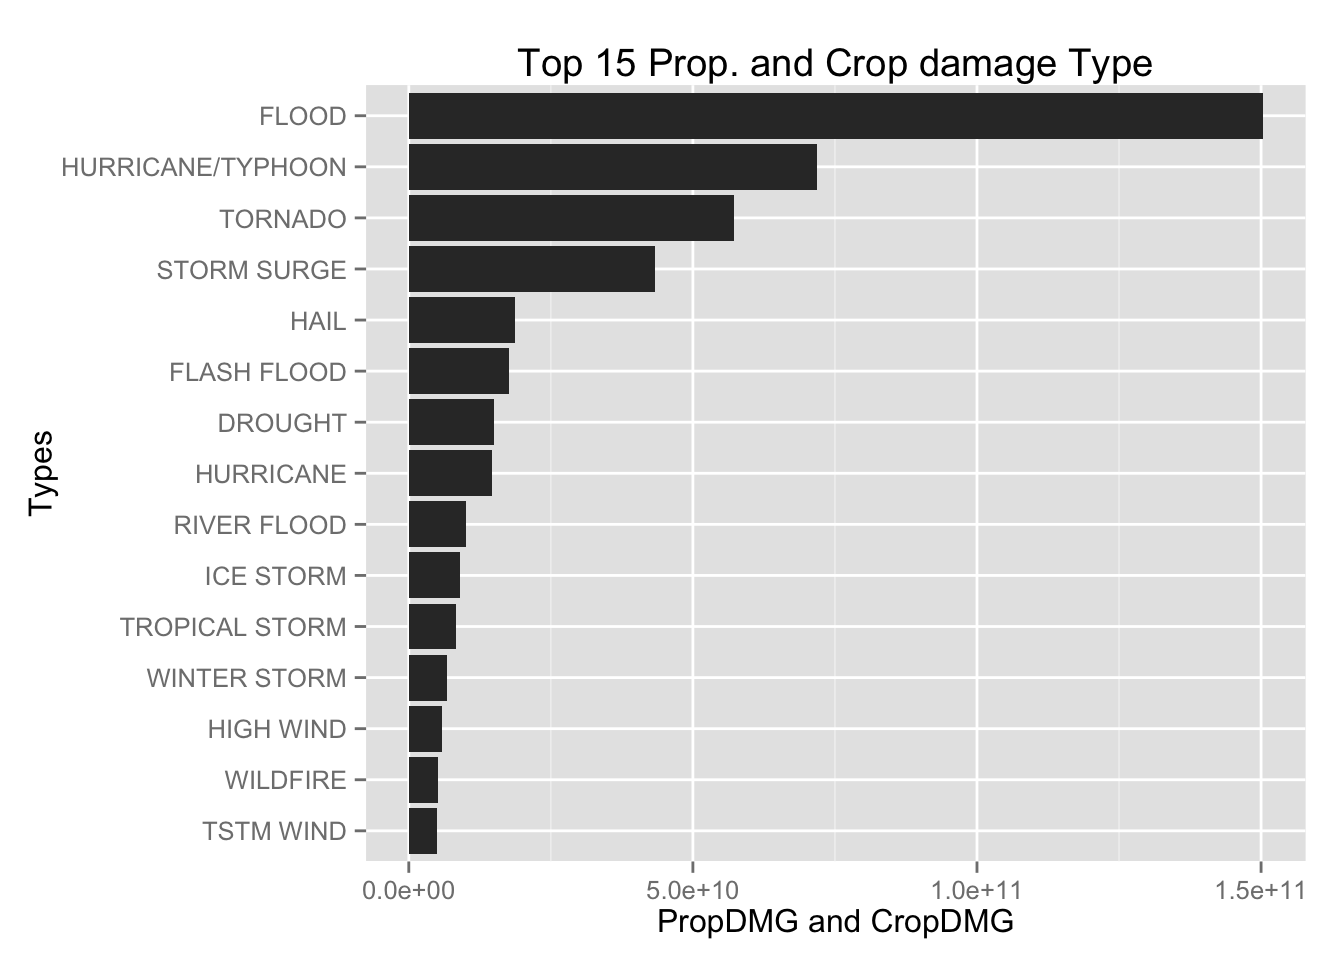 Top 15 Prop. and Crop damage Type
FLOOD
HURRICANE/TYPHOON
TORNADO
STORM SURGE
HAIL
FLASH FLOOD
DROUGHT
HURRICANE
RIVER FLOOD
ICE STORM
TROPICAL STORM
WINTER STORM
HIGH WIND
WILDFIRE
TSTM WIND
Types
0.0e+00 5.0e+10 1.0e+11 1.5e+11
PropDMG and CropDMG